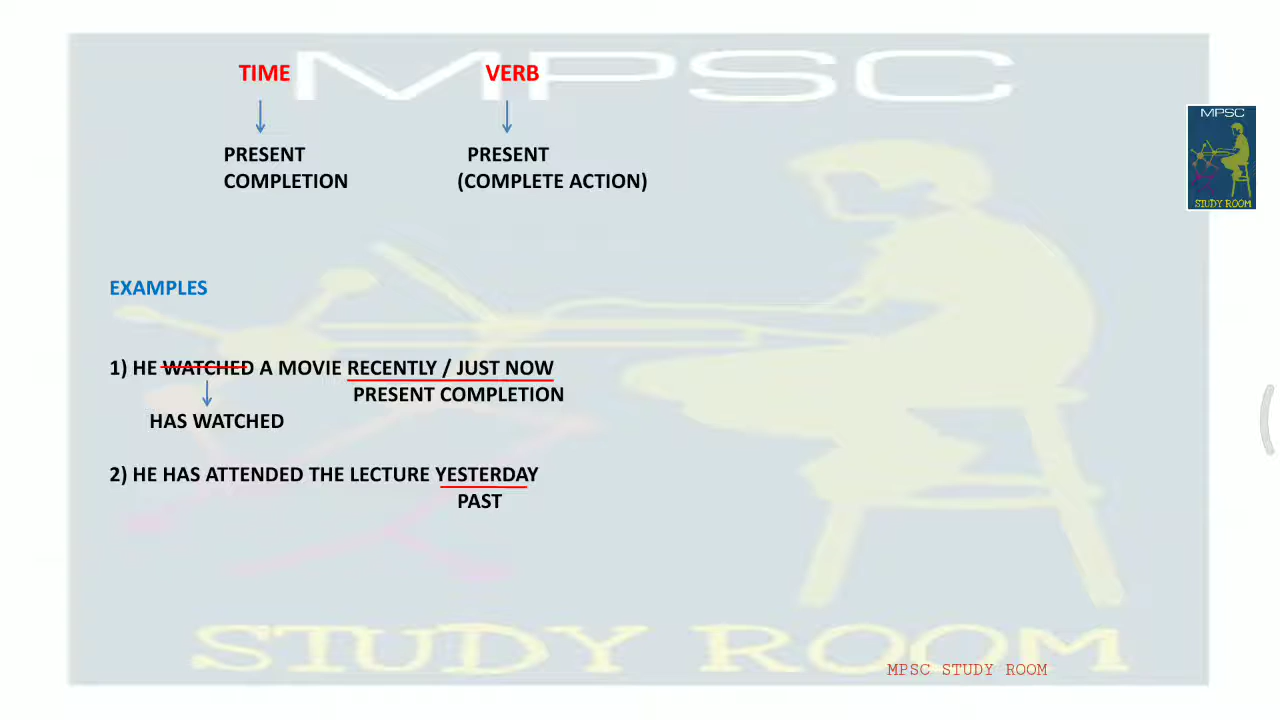 MPSC
TIME VERB
PRESENT PRESENT
COMPLETION (COMPLETE ACTION)
MPSC
STUDY ROOM
EXAMPLES
1) HE WATCHED A MOVIE RECENTLY / JUST NOW
PRESENT COMPLETION
HAS WATCHED
2) HE HAS ATTENDED THE LECTURE YESTERDAY
PAST
STUDY ROOM
MPSC STUDY ROOM